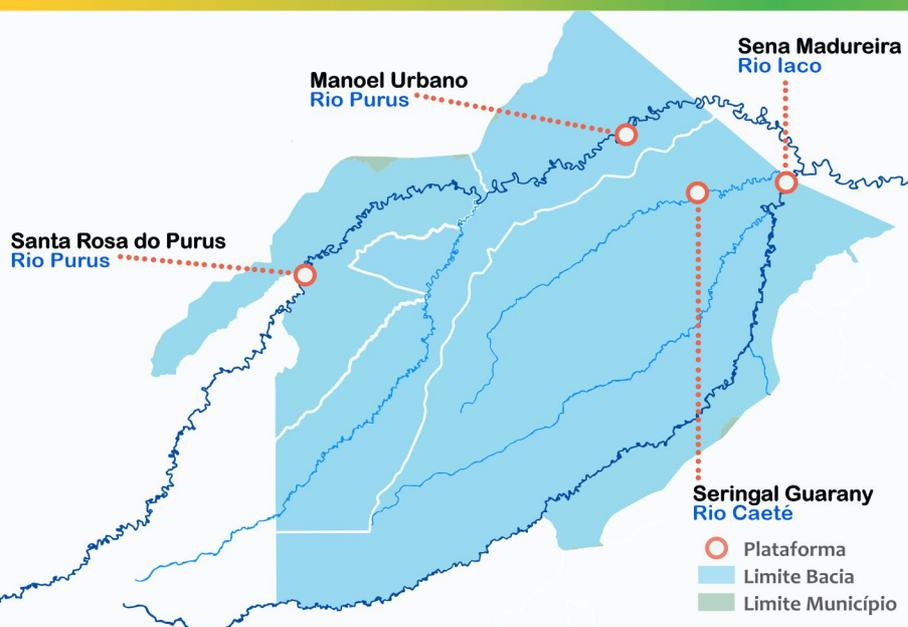 Sena Madureira
Rio Iaco
Manoel Urbano
Rio Purus
Santa Rosa do Purus
Rio Purus
Seringal Guarany
Rio Caeté
Plataforma
Limite Bacia
Limite Município